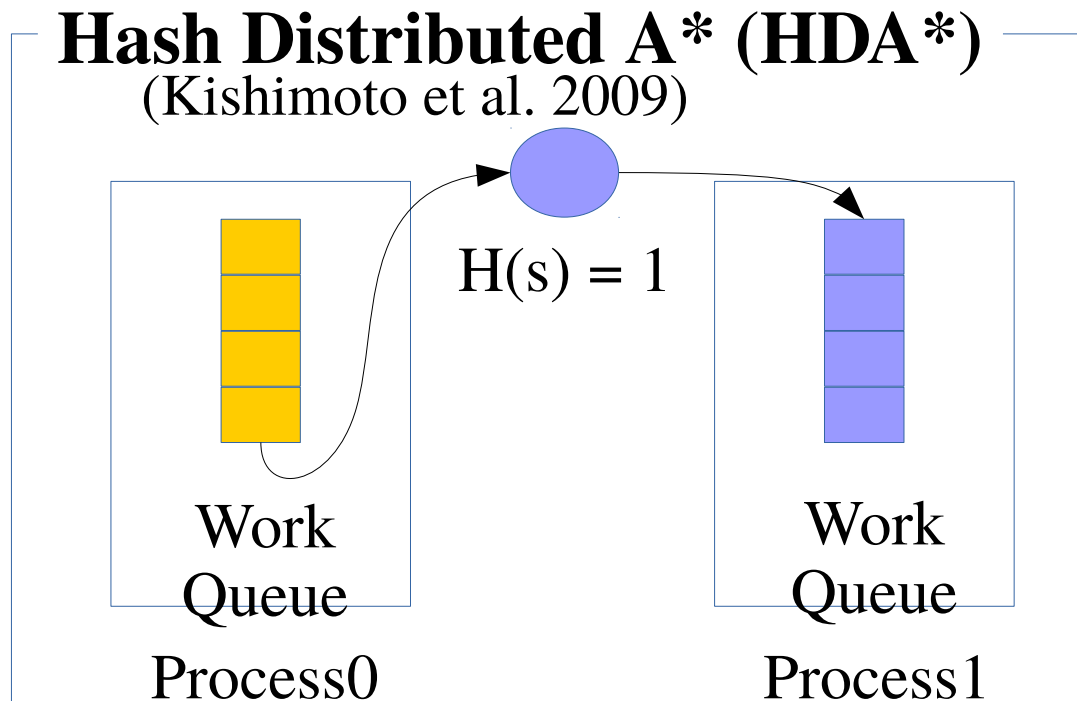 Hash Distributed A* (HDA*)
(Kishimoto et al. 2009)
H(s) = 1
Work
Queue
Process0
Work
Queue
Process1